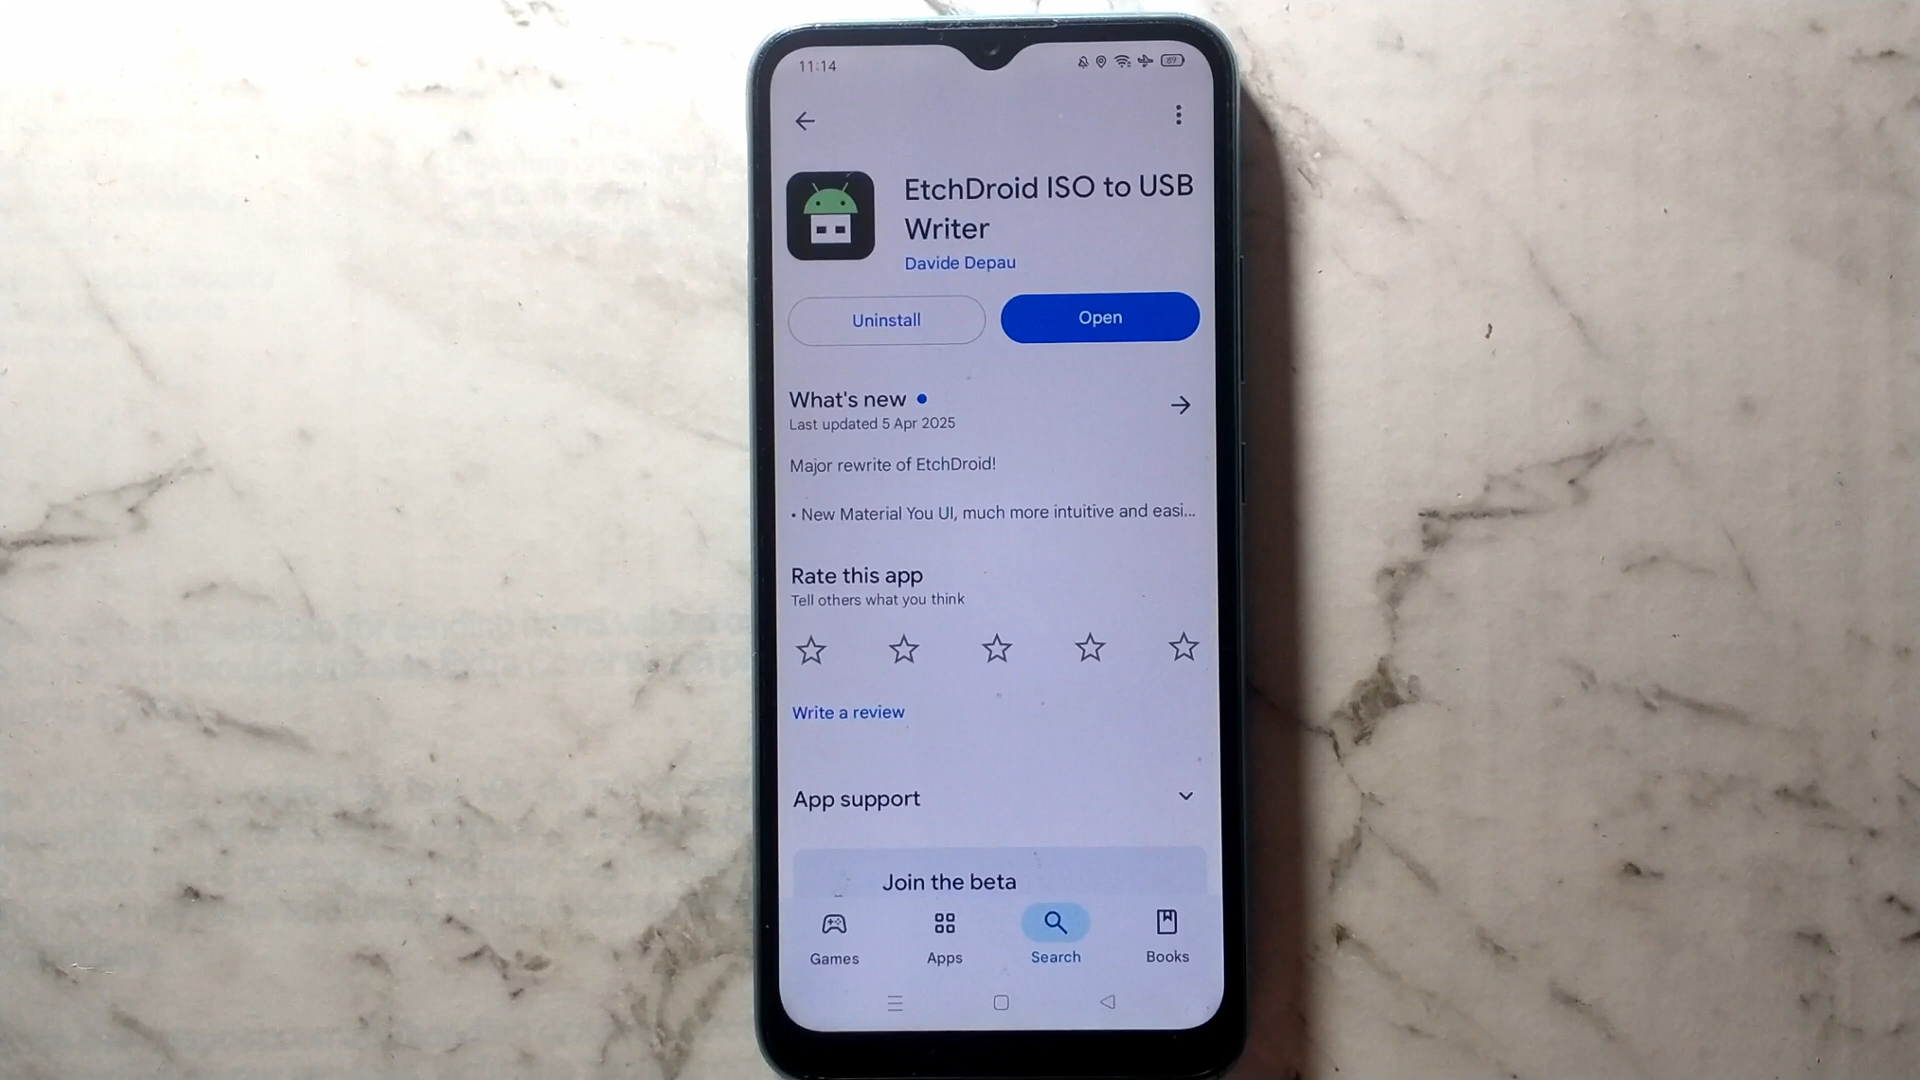 11:14
89
EtchDroid ISO to USB
Writer
Davide Depau
Uninstall
Open
What's new
Last updated 5 Apr 2025
Major rewrite of EtchDroid!
• New Material You UI, much more intuitive and easi...
Rate this app
Tell others what you think
Write a review
App support
Join the beta
Games
Apps
Search
Books